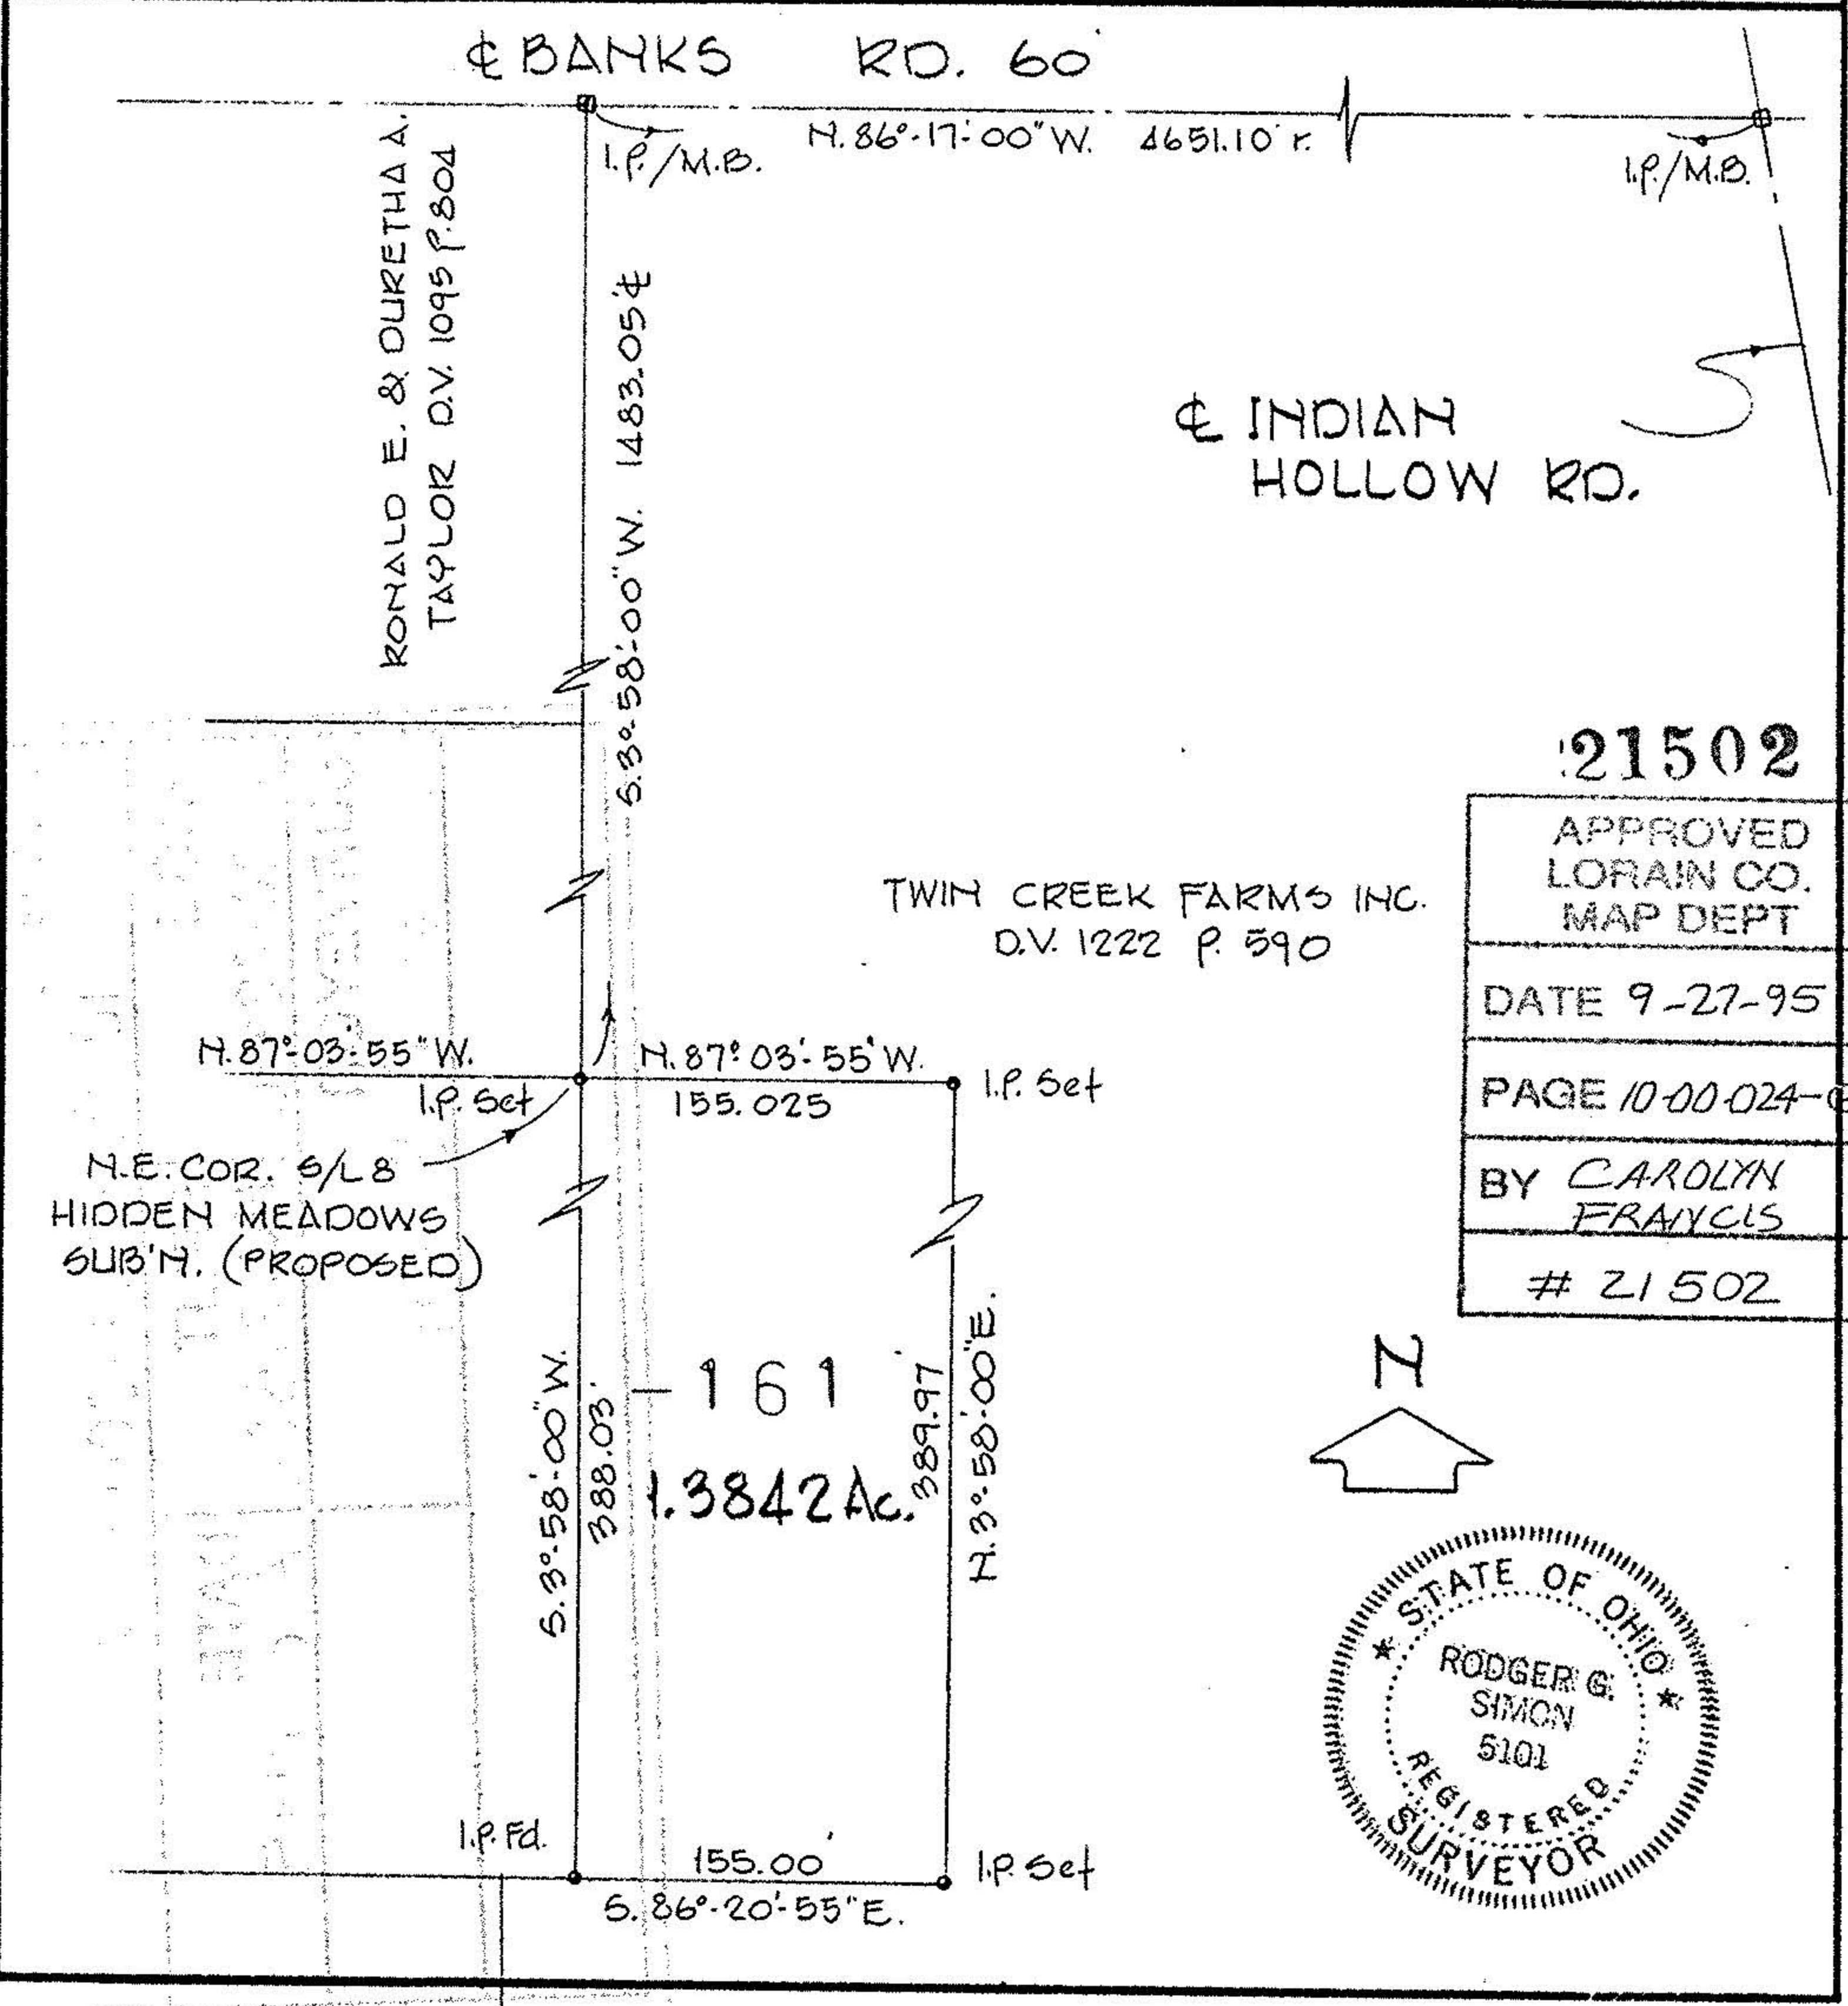 ℄ BANKS RD. 60'
I.P./M.B.
N. 86°-17'-00" W. 4651.10' r.
I.P./M.B.
RONALD E. & OURETHA A.
TAYLOR D.V. 1095 P. 804
S. 3°-58'-00" W. 1483.05' ℄
℄ INDIAN
HOLLOW RD.
21502
APPROVED
LORAIN CO.
MAP DEPT
DATE 9-27-95
PAGE 10-00-024-
BY CAROLYN
FRANCIS
# 21502
TWIN CREEK FARMS INC.
D.V. 1222 P. 590
N. 87°-03'-55" W.
I.P. Set
N. 87° 03'-55" W.
155.025
I.P. Set
N.E. COR. S/L 8
HIDDEN MEADOWS
SUB'N. (PROPOSED)
S. 3°-58'-00" W.
388.03'
-161
1.3842 Ac.
389.97'
N. 3°-58'-00" E.
N
STATE OF OHIO
RODGER G.
SIMON
5101
REGISTERED
SURVEYOR
I.P. Fd.
155.00'
I.P. Set
S. 86°-20'-55" E.